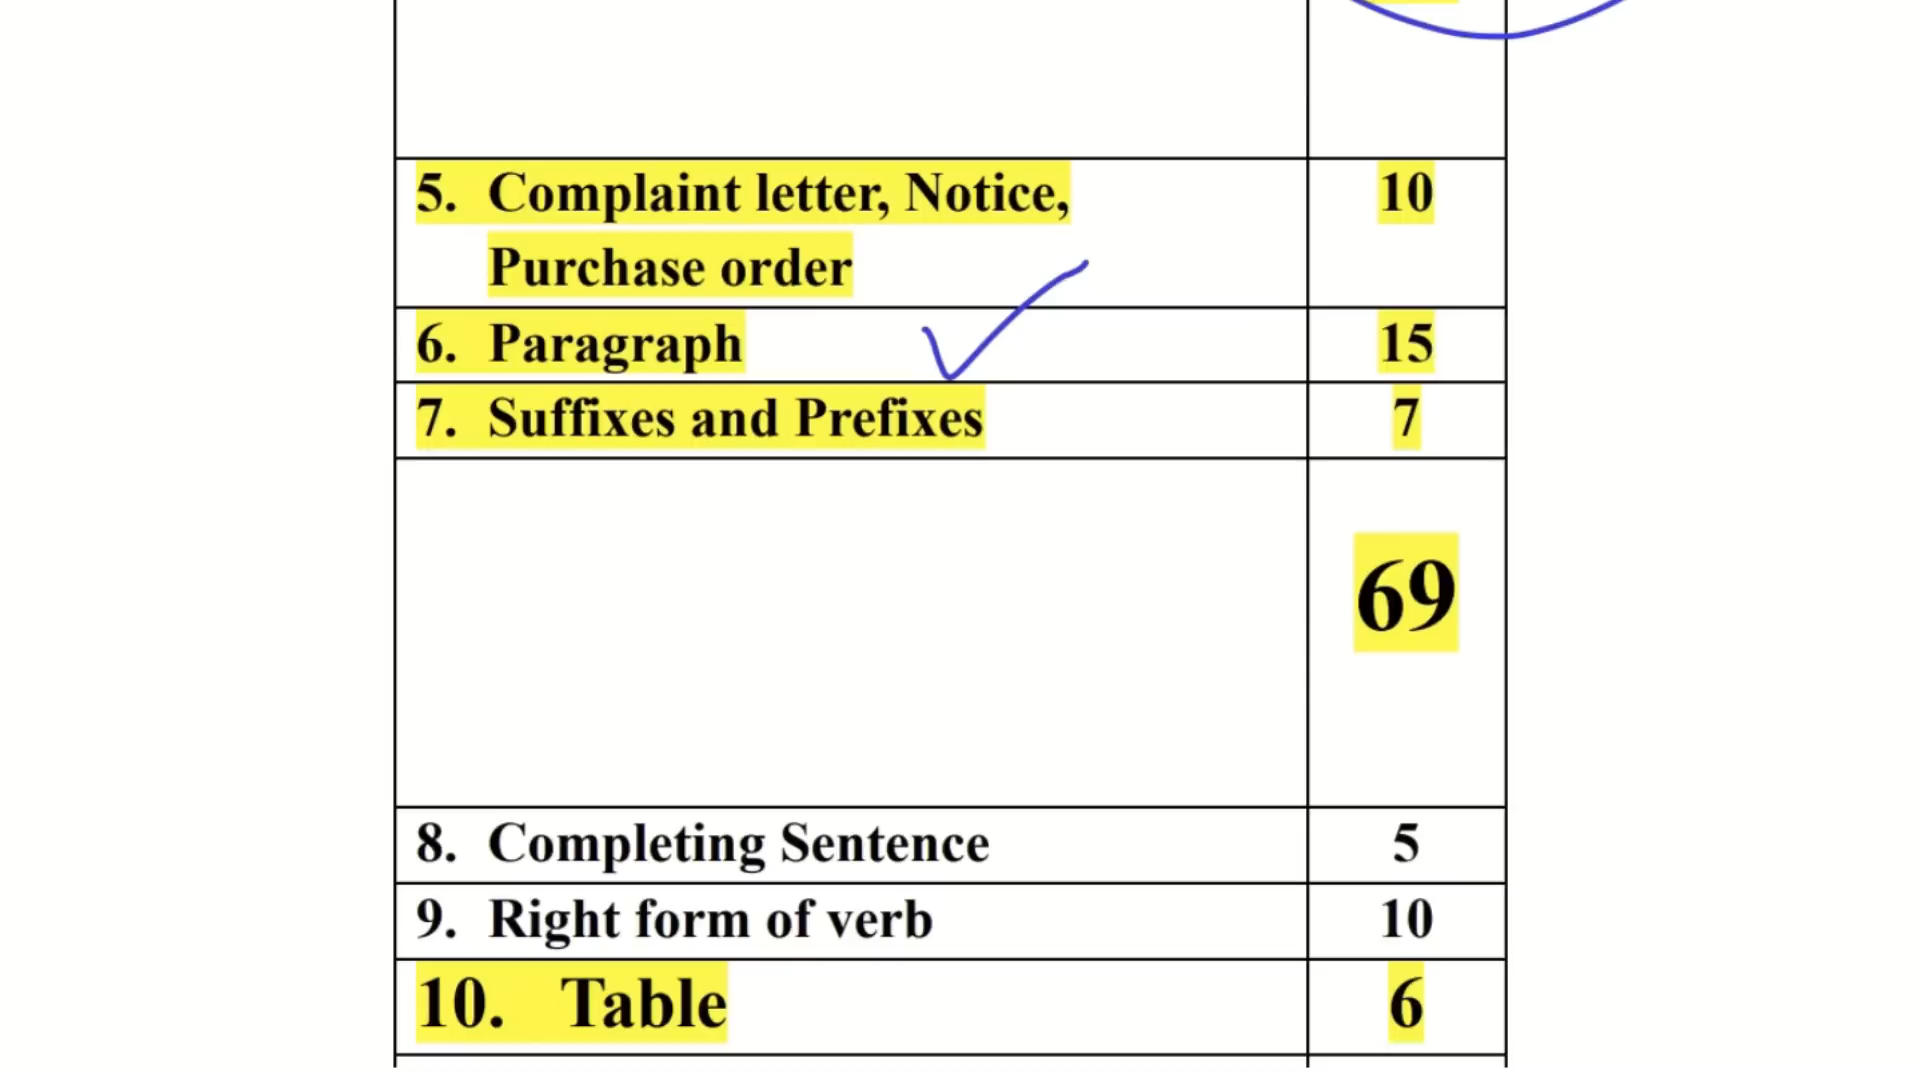 5. Complaint letter, Notice, 10
Purchase order
6. Paragraph 15
7. Suffixes and Prefixes 7
69
8. Completing Sentence 5
9. Right form of verb 10
10. Table 6